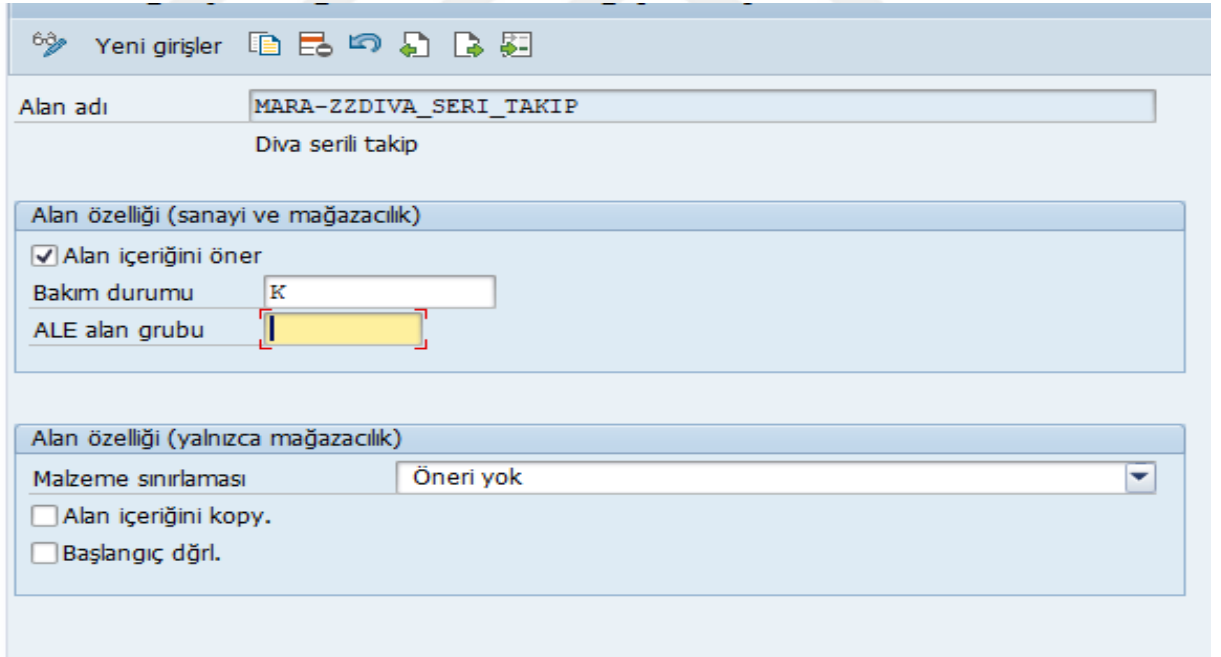 Yeni girişler
Alan adı MARA-ZZDIVA_SERI_TAKIP
Diva serili takip
Alan özelliği (sanayi ve mağazacılık)
Alan içeriğini öner
Bakım durumu K
ALE alan grubu
Alan özelliği (yalnızca mağazacılık)
Malzeme sınırlaması Öneri yok
Alan içeriğini kopy.
Başlangıç dğrl.